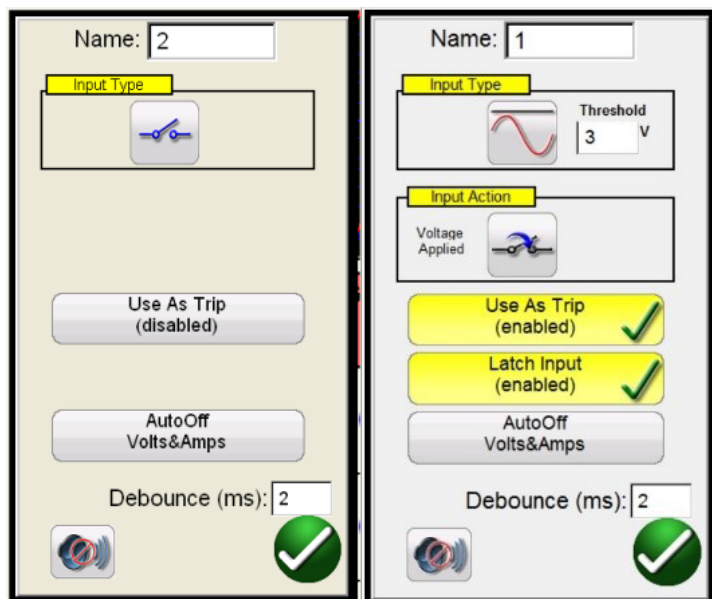 Name: 2
Input Type
Use As Trip
(disabled)
AutoOff
Volts&Amps
Debounce (ms): 2
Name: 1
Input Type
Threshold
3 V
Input Action
Voltage
Applied
Use As Trip
(enabled)
Latch Input
(enabled)
AutoOff
Volts&Amps
Debounce (ms): 2